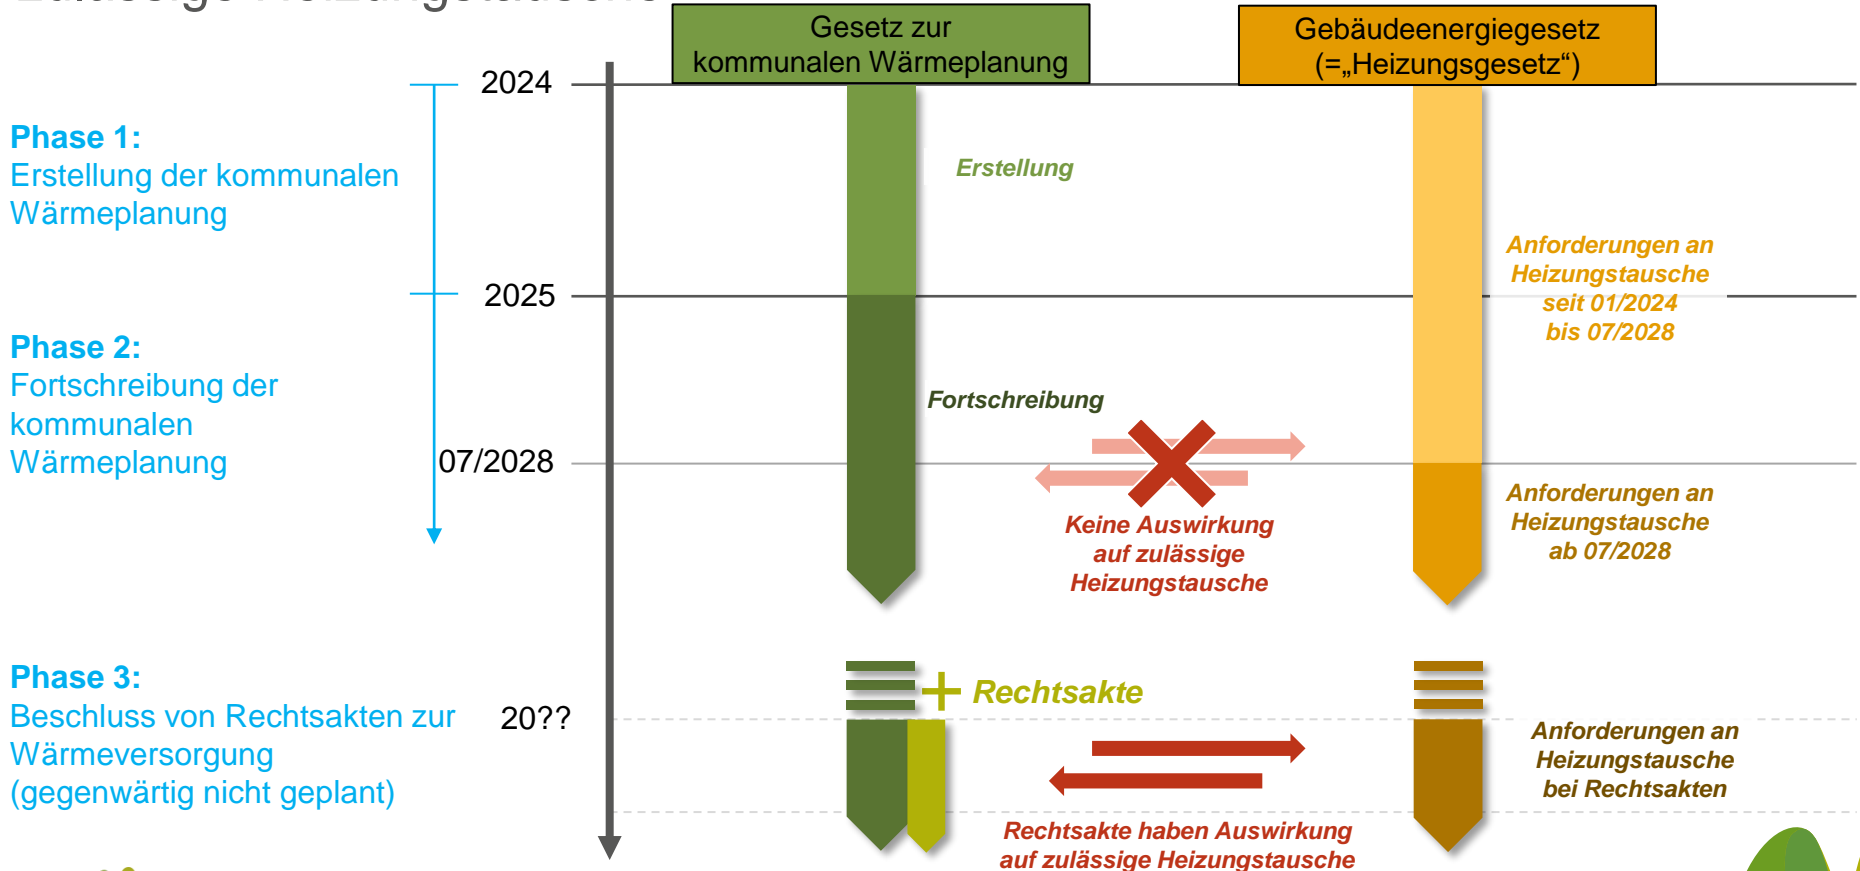 zulässige Heizungstausche
Gesetz zur
kommunalen Wärmeplanung
Gebäudeenergiegesetz
(=„Heizungsgesetz“)
2024
Phase 1:
Erstellung der kommunalen
Wärmeplanung
Erstellung
Anforderungen an
Heizungstausche
seit 01/2024
bis 07/2028
2025
Phase 2:
Fortschreibung der
kommunalen
Wärmeplanung
Fortschreibung
07/2028
Keine Auswirkung
auf zulässige
Heizungstausche
Anforderungen an
Heizungstausche
ab 07/2028
Phase 3:
Beschluss von Rechtsakten zur
Wärmeversorgung
(gegenwärtig nicht geplant)
20??
+ Rechtsakte
Anforderungen an
Heizungstausche
bei Rechtsakten
Rechtsakte haben Auswirkung
auf zulässige Heizungstausche